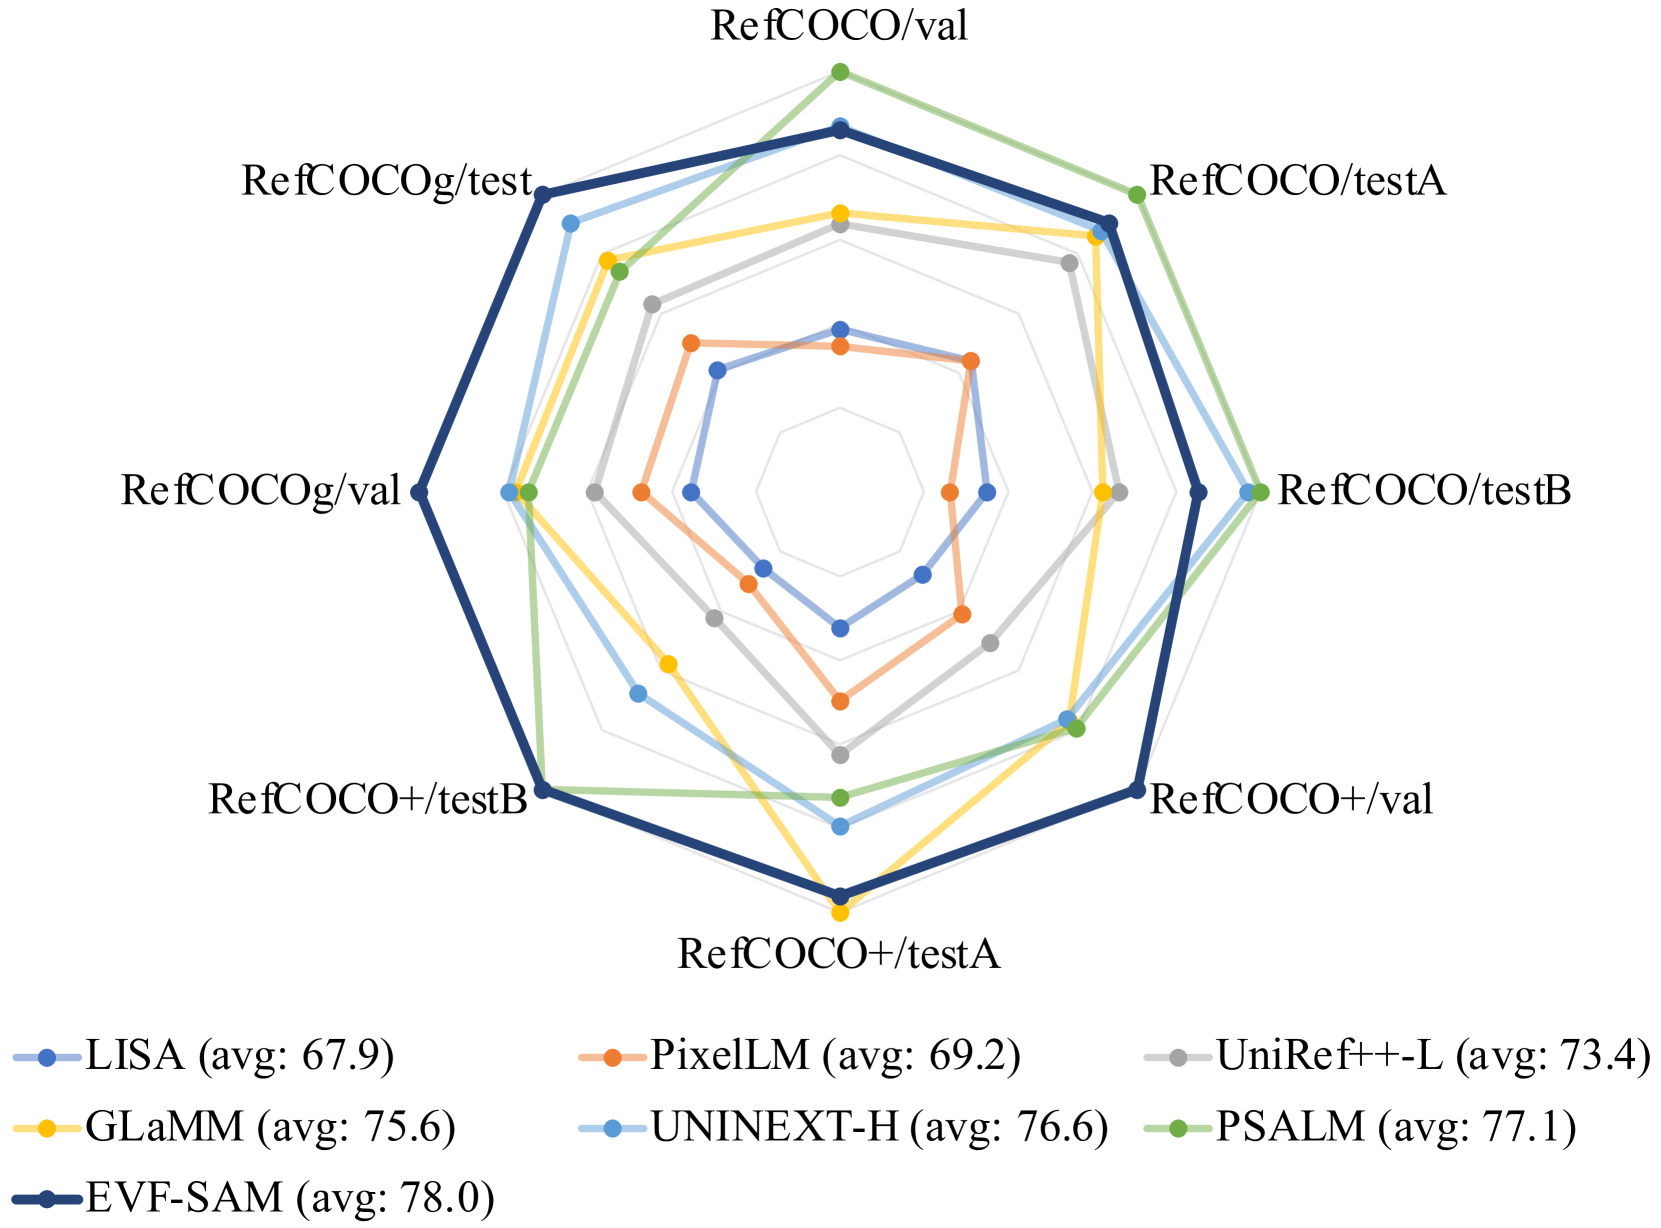 RefCOCO/val
RefCOCOg/test
RefCOCO/testA
RefCOCOg/val
RefCOCO/testB
RefCOCO+/testB
RefCOCO+/val
RefCOCO+/testA
LISA (avg: 67.9)
PixelLM (avg: 69.2)
UniRef++-L (avg: 73.4)
GLaMM (avg: 75.6)
UNINEXT-H (avg: 76.6)
PSALM (avg: 77.1)
EVF-SAM (avg: 78.0)